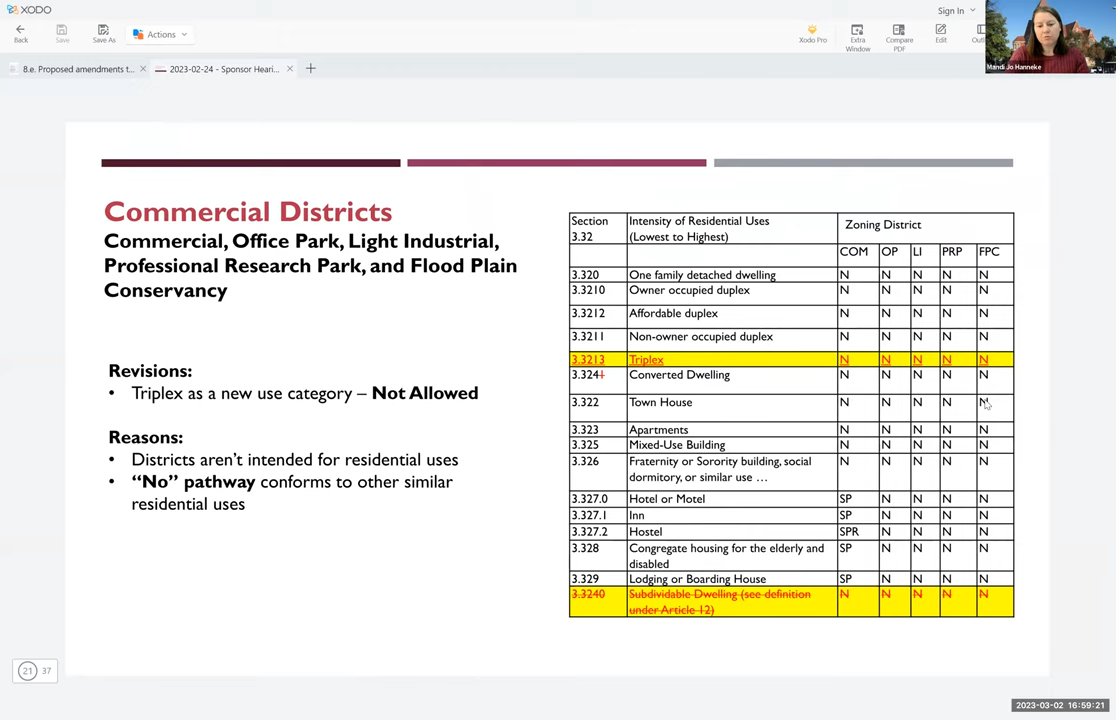 XODO
Sign In
Back
Save
Save As
Actions
Xodo Pro
Extra Window
Compare PDF
Edit
Mandi Jo Hanneke
8.e. Proposed amendments t...
2023-02-24 - Sponsor Heari...
Commercial Districts
Commercial, Office Park, Light Industrial,
Professional Research Park, and Flood Plain
Conservancy
Revisions:
• Triplex as a new use category – Not Allowed
Reasons:
• Districts aren't intended for residential uses
• "No" pathway conforms to other similar
residential uses
Section 3.32 Intensity of Residential Uses (Lowest to Highest) Zoning District
COM OP LI PRP FPC
3.320 One family detached dwelling N N N N N
3.3210 Owner occupied duplex N N N N N
3.3212 Affordable duplex N N N N N
3.3211 Non-owner occupied duplex N N N N N
3.3213 Triplex N N N N N
3.3241 Converted Dwelling N N N N N
3.322 Town House N N N N N
3.323 Apartments N N N N N
3.325 Mixed-Use Building N N N N N
3.326 Fraternity or Sorority building, social N N N N N
dormitory, or similar use …
3.327.0 Hotel or Motel SP N N N N
3.327.1 Inn SP N N N N
3.327.2 Hostel SPR N N N N
3.328 Congregate housing for the elderly and SP N N N N
disabled
3.329 Lodging or Boarding House SP N N N N
3.3240 Subdividable Dwelling (see definition N N N N N
under Article 12)
21 37
2023-03-02 16:59:21